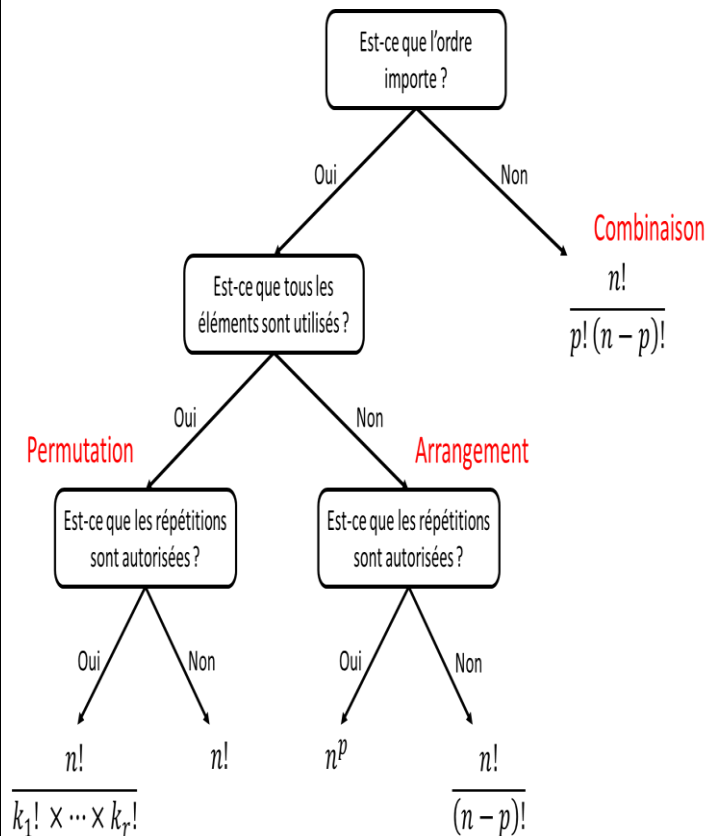 Est-ce que l'ordre
importe ?
Oui
Non
Combinaison
n!
p! (n − p)!
Est-ce que tous les
éléments sont utilisés ?
Oui
Non
Permutation
Arrangement
Est-ce que les répétitions
sont autorisées ?
Est-ce que les répétitions
sont autorisées ?
Oui
Non
Oui
Non
n!
k₁! × ⋯ × kᵣ!
n!
nᵖ
n!
(n − p)!